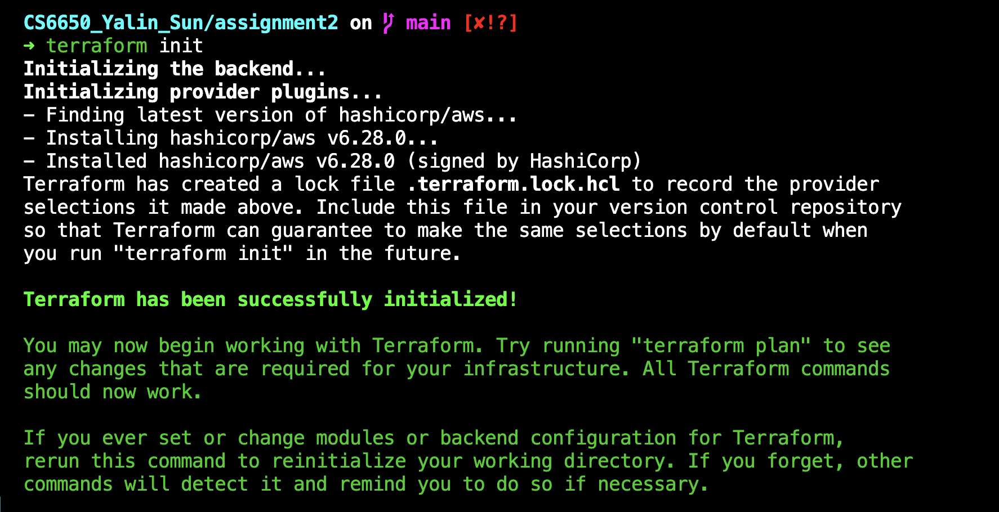 CS6650_Yalin_Sun/assignment2 on main [✘!?]
➜ terraform init
Initializing the backend...
Initializing provider plugins...
- Finding latest version of hashicorp/aws...
- Installing hashicorp/aws v6.28.0...
- Installed hashicorp/aws v6.28.0 (signed by HashiCorp)
Terraform has created a lock file .terraform.lock.hcl to record the provider
selections it made above. Include this file in your version control repository
so that Terraform can guarantee to make the same selections by default when
you run "terraform init" in the future.
Terraform has been successfully initialized!
You may now begin working with Terraform. Try running "terraform plan" to see
any changes that are required for your infrastructure. All Terraform commands
should now work.
If you ever set or change modules or backend configuration for Terraform,
rerun this command to reinitialize your working directory. If you forget, other
commands will detect it and remind you to do so if necessary.